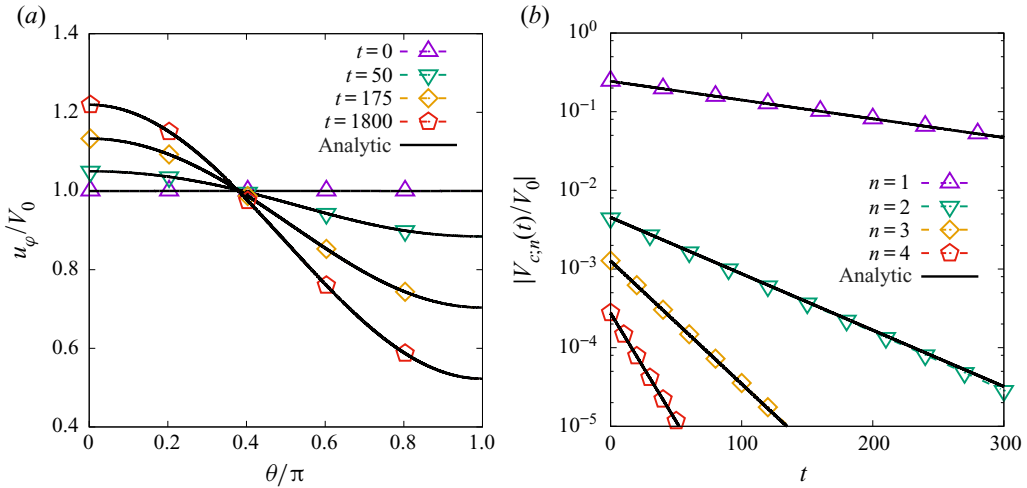 (a)
1.4
1.2
1.0
0.8
0.6
0.4
u_φ/V_0
t = 0
t = 50
t = 175
t = 1800
Analytic
0 0.2 0.4 0.6 0.8 1.0
θ/π
(b)
10^0
10^-1
10^-2
10^-3
10^-4
10^-5
|V_{c;n}(t)/V_0|
n = 1
n = 2
n = 3
n = 4
Analytic
0 100 200 300
t